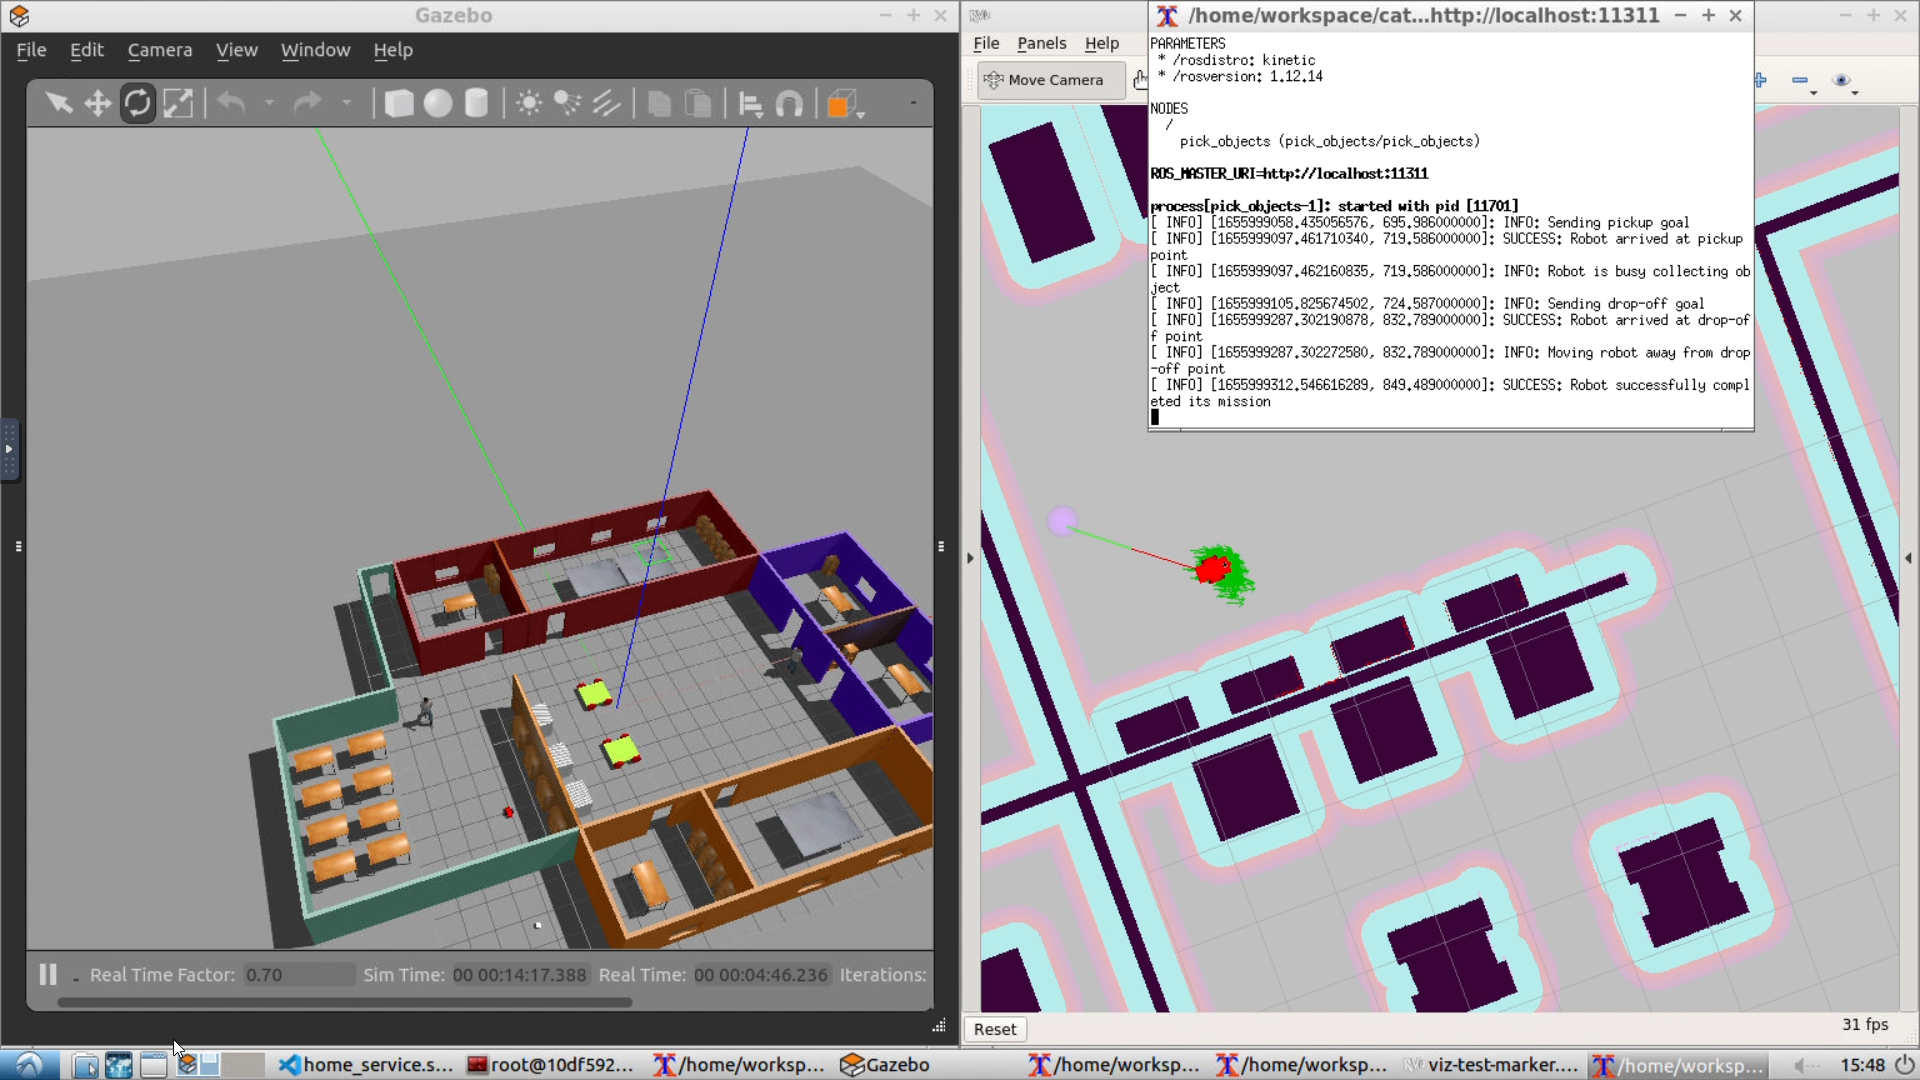 Gazebo
File Edit Camera View Window Help
Real Time Factor: 0.70 Sim Time: 00 00:14:17.388 Real Time: 00 00:04:46.236 Iterations:
File Panels Help
Move Camera
/home/workspace/cat...http://localhost:11311
PARAMETERS
* /rosdistro: kinetic
* /rosversion: 1.12.14
NODES
/
pick_objects (pick_objects/pick_objects)
ROS_MASTER_URI=http://localhost:11311
process[pick_objects-1]: started with pid [11701]
[ INFO] [1655999058.435056576, 695.986000000]: INFO: Sending pickup goal
[ INFO] [1655999097.461710340, 719.586000000]: SUCCESS: Robot arrived at pickup
point
[ INFO] [1655999097.462160835, 719.586000000]: INFO: Robot is busy collecting ob
ject
[ INFO] [1655999105.825674502, 724.587000000]: INFO: Sending drop-off goal
[ INFO] [1655999287.302190878, 832.789000000]: SUCCESS: Robot arrived at drop-of
f point
[ INFO] [1655999287.302272580, 832.789000000]: INFO: Moving robot away from drop
-off point
[ INFO] [1655999312.546616289, 849.489000000]: SUCCESS: Robot successfully compl
eted its mission
Reset
31 fps
home_service.s... root@10df592... /home/worksp... Gazebo /home/worksp... /home/worksp... viz-test-marker.... /home/worksp... 15:48